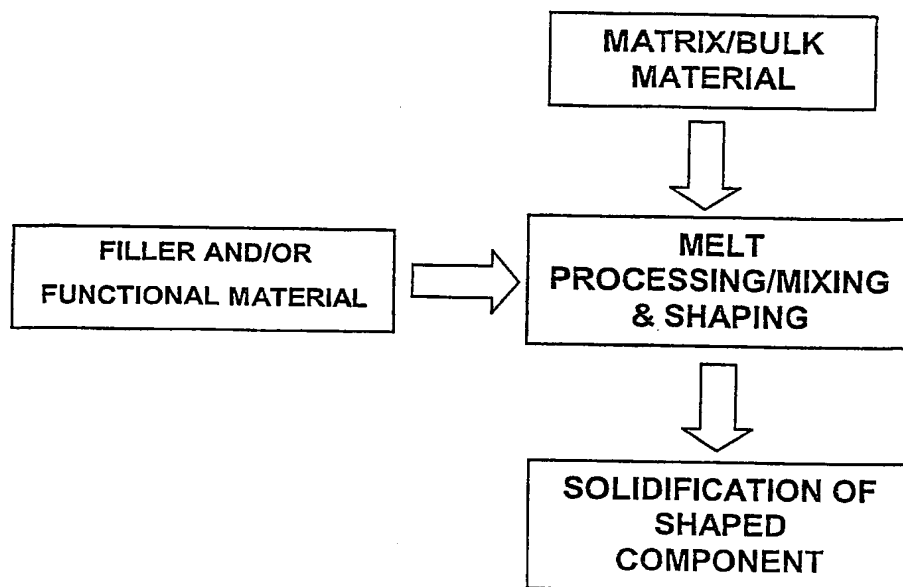 MATRIX/BULK
MATERIAL
FILLER AND/OR
FUNCTIONAL MATERIAL
MELT
PROCESSING/MIXING
& SHAPING
SOLIDIFICATION OF
SHAPED
COMPONENT